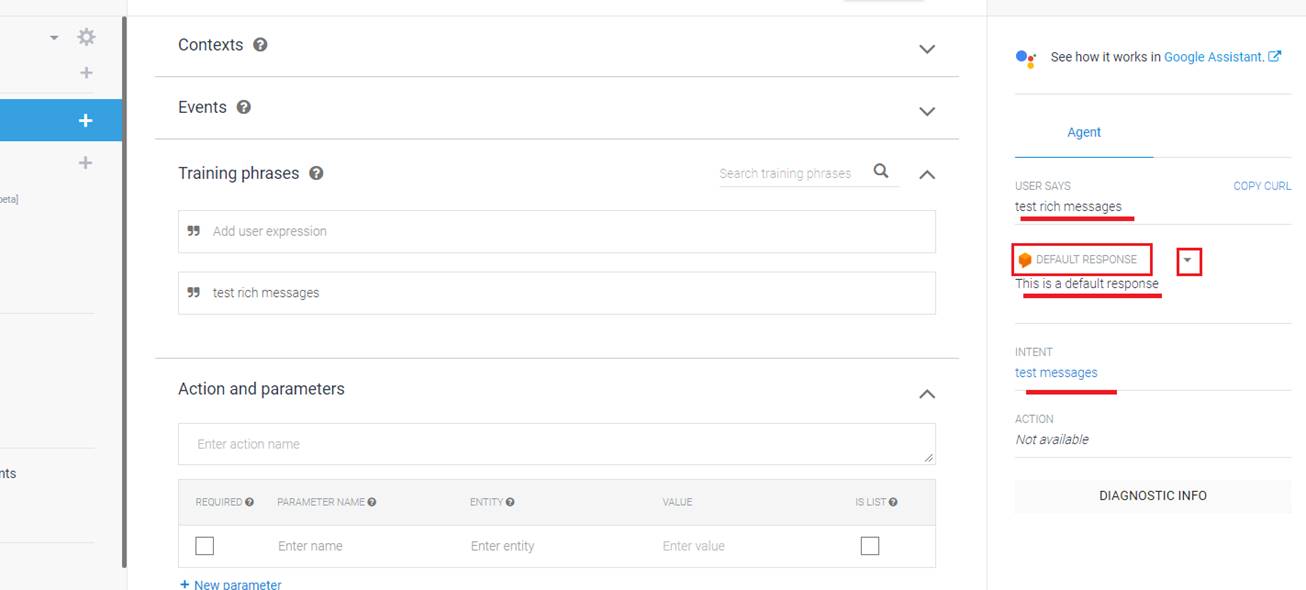 Contexts
Events
Training phrases
Search training phrases
Add user expression
test rich messages
Action and parameters
Enter action name
REQUIRED PARAMETER NAME ENTITY VALUE IS LIST
Enter name Enter entity Enter value
+ New parameter
beta]
nts
See how it works in Google Assistant.
Agent
USER SAYS COPY CURL
test rich messages
DEFAULT RESPONSE
This is a default response
INTENT
test messages
ACTION
Not available
DIAGNOSTIC INFO